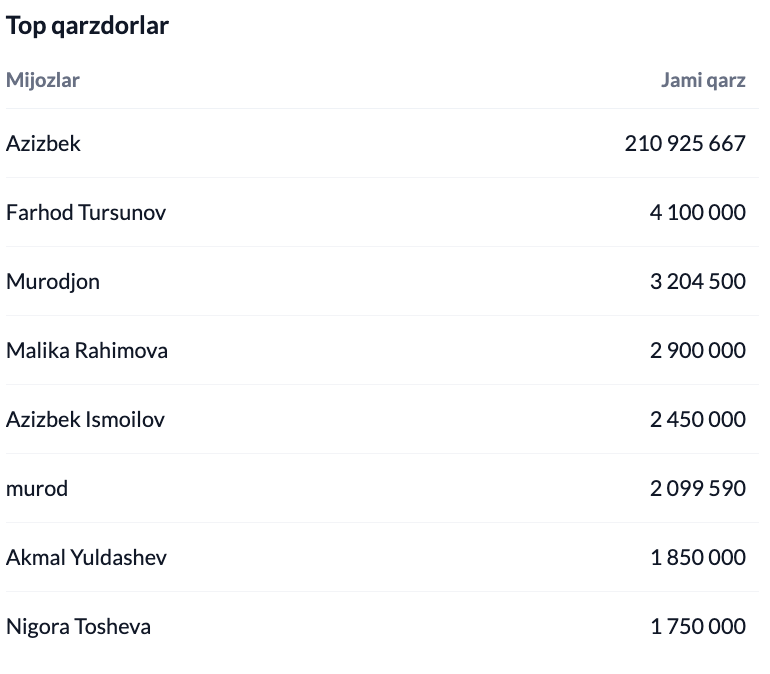 Top qarzdorlar
Mijozlar Jami qarz
Azizbek 210 925 667
Farhod Tursunov 4 100 000
Murodjon 3 204 500
Malika Rahimova 2 900 000
Azizbek Ismoilov 2 450 000
murod 2 099 590
Akmal Yuldashev 1 850 000
Nigora Tosheva 1 750 000